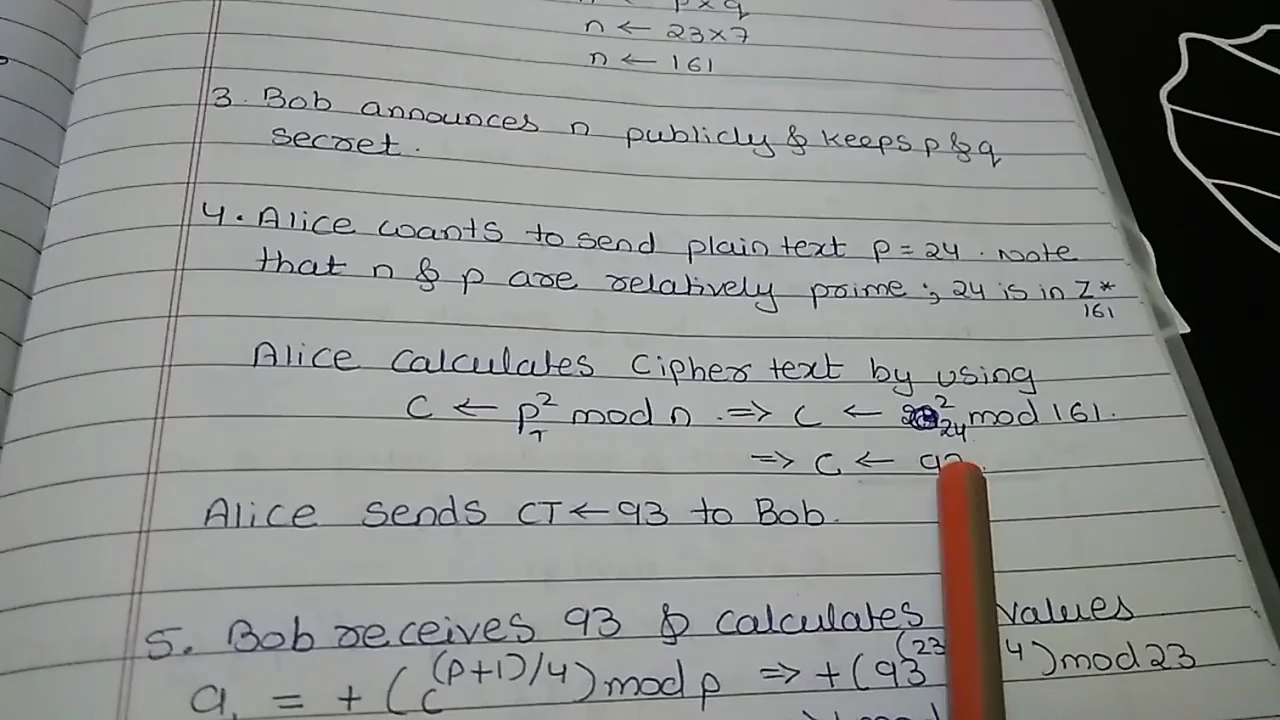 p × q
n ← 23×7
n ← 161
3. Bob announces n publicly & keeps p & q
secret.
4. Alice wants to send plain text p = 24. Note
that n & p are relatively prime; 24 is in Z*
161
Alice calculates Cipher text by using
C ← p² mod n. => C ← 24² mod 161.
T
=> C ←
Alice sends CT ← 93 to Bob.
5. Bob receives 93 & calculates values
a₁ = + (c^(p+1)/4) mod p => + (93^(23 4) mod 23